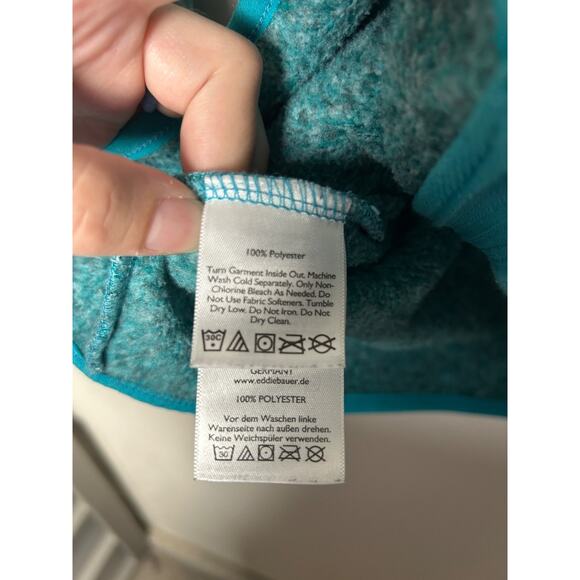 100% Polyester
Turn Garment Inside Out. Machine
Wash Cold Separately. Only Non-
Chlorine Bleach As Needed. Do
Not Use Fabric Softeners. Tumble
Dry Low. Do Not Iron. Do Not
Dry Clean.
30C
GERMANY
www.eddiebauer.de
100% POLYESTER
Vor dem Waschen linke
Warenseite nach außen drehen.
Keine Weichspüler verwenden.
30